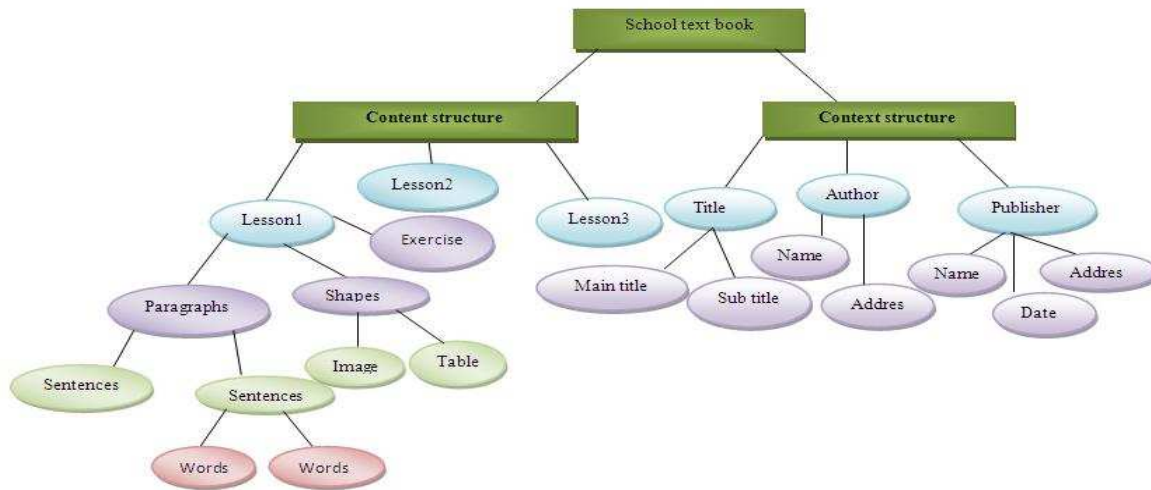 School text book
Content structure
Context structure
Lesson2
Author
Lesson1
Lesson3
Title
Publisher
Exercise
Name
Name
Addres
Main title
Sub title
Addres
Date
Paragraphs
Shapes
Image
Table
Sentences
Sentences
Words
Words